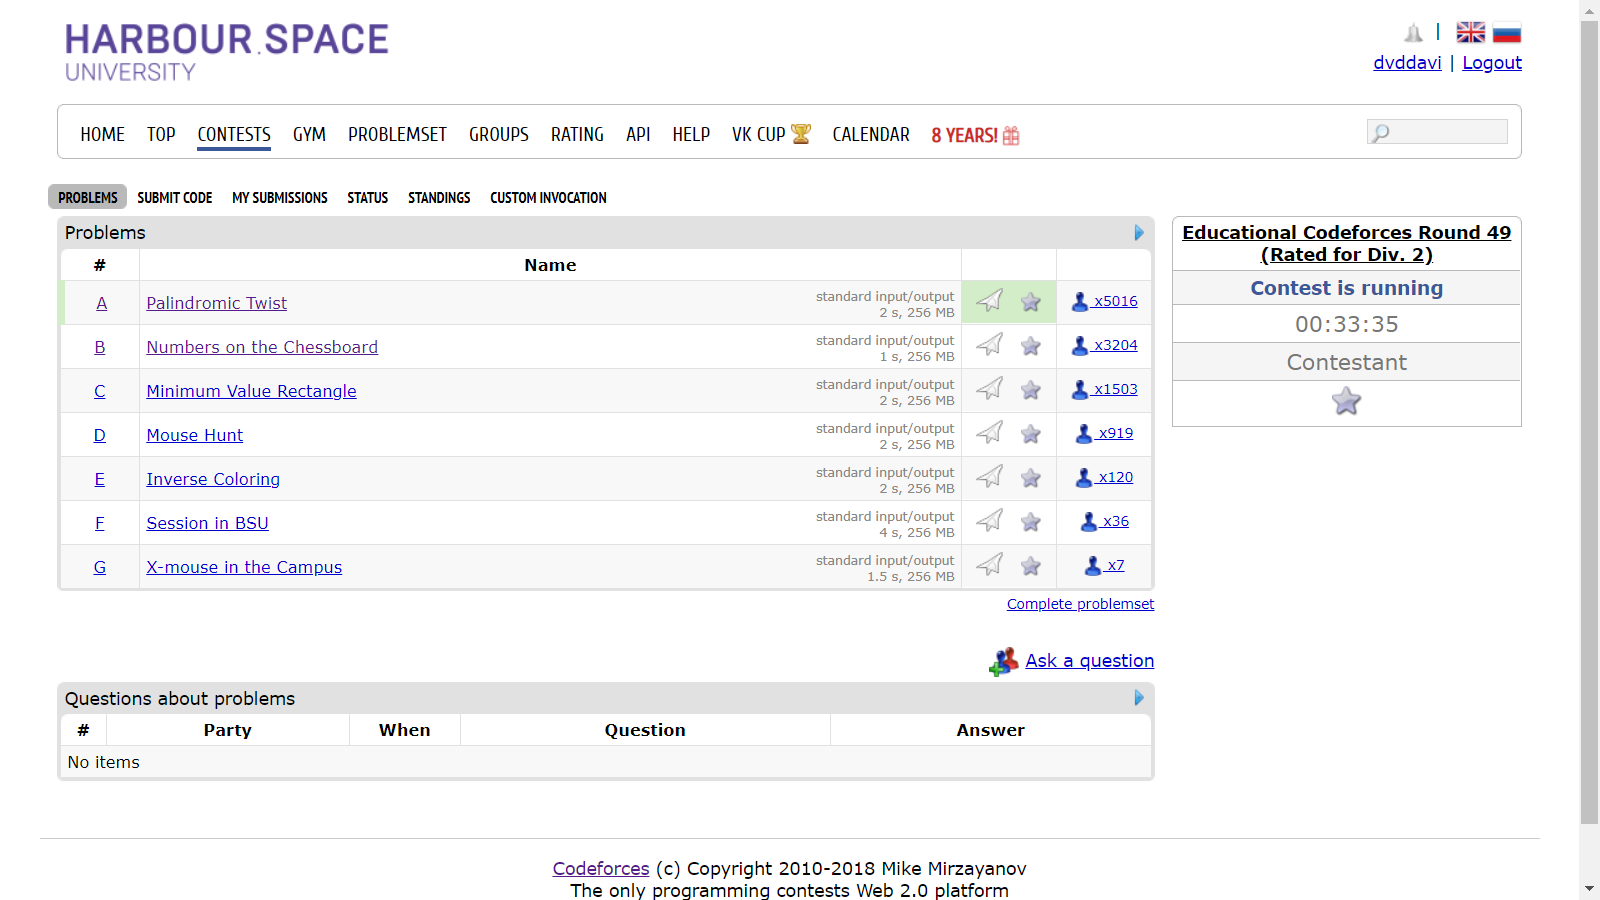 HARBOUR.SPACE
UNIVERSITY
|
dvddavi | Logout
HOME TOP CONTESTS GYM PROBLEMSET GROUPS RATING API HELP VK CUP CALENDAR 8 YEARS!
PROBLEMS SUBMIT CODE MY SUBMISSIONS STATUS STANDINGS CUSTOM INVOCATION
Problems
# Name
A Palindromic Twist standard input/output
2 s, 256 MB
x5016
B Numbers on the Chessboard standard input/output
1 s, 256 MB
x3204
C Minimum Value Rectangle standard input/output
2 s, 256 MB
x1503
D Mouse Hunt standard input/output
2 s, 256 MB
x919
E Inverse Coloring standard input/output
2 s, 256 MB
x120
F Session in BSU standard input/output
4 s, 256 MB
x36
G X-mouse in the Campus standard input/output
1.5 s, 256 MB
x7
Complete problemset
Educational Codeforces Round 49
(Rated for Div. 2)
Contest is running
00:33:35
Contestant
Ask a question
Questions about problems
# Party When Question Answer
No items
Codeforces (c) Copyright 2010-2018 Mike Mirzayanov
The only programming contests Web 2.0 platform